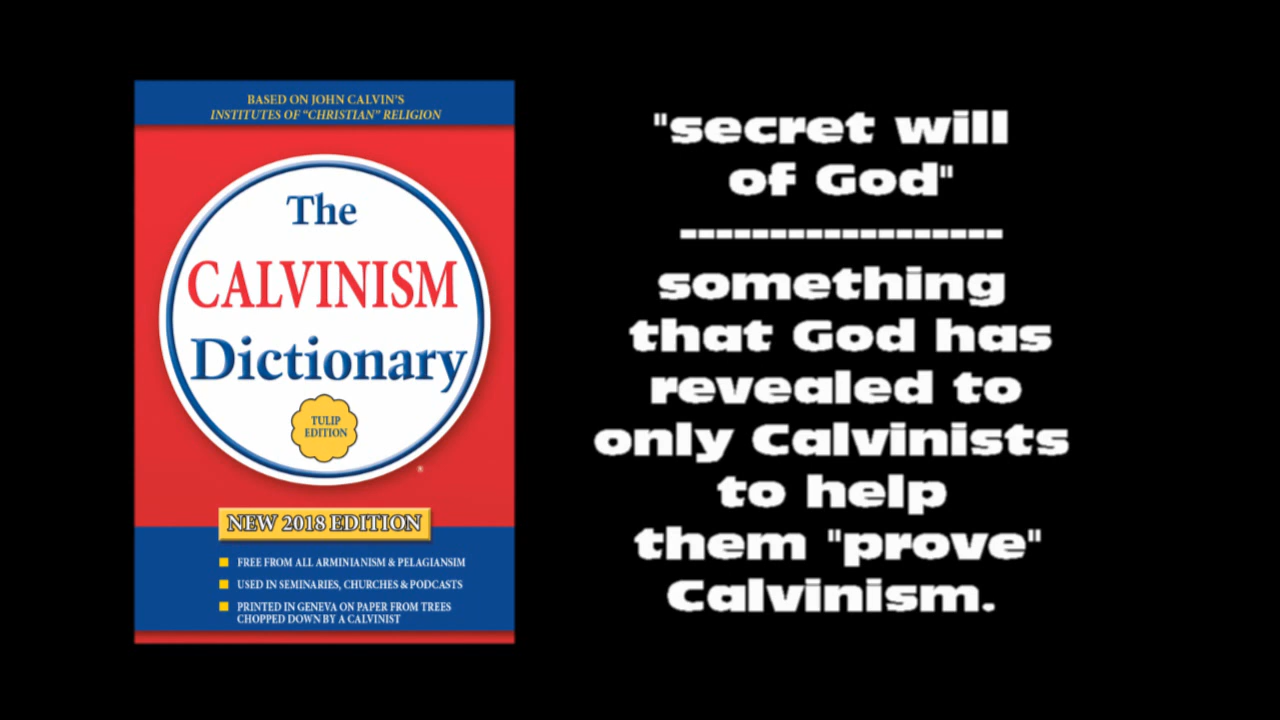 BASED ON JOHN CALVIN'S
INSTITUTES OF "CHRISTIAN" RELIGION
The
CALVINISM
Dictionary
TULIP
EDITION
®
NEW 2018 EDITION
FREE FROM ALL ARMINIANISM & PELAGIANSIM
USED IN SEMINARIES, CHURCHES & PODCASTS
PRINTED IN GENEVA ON PAPER FROM TREES
CHOPPED DOWN BY A CALVINIST
"secret will
of God"
------------------
something
that God has
revealed to
only Calvinists
to help
them "prove"
Calvinism.